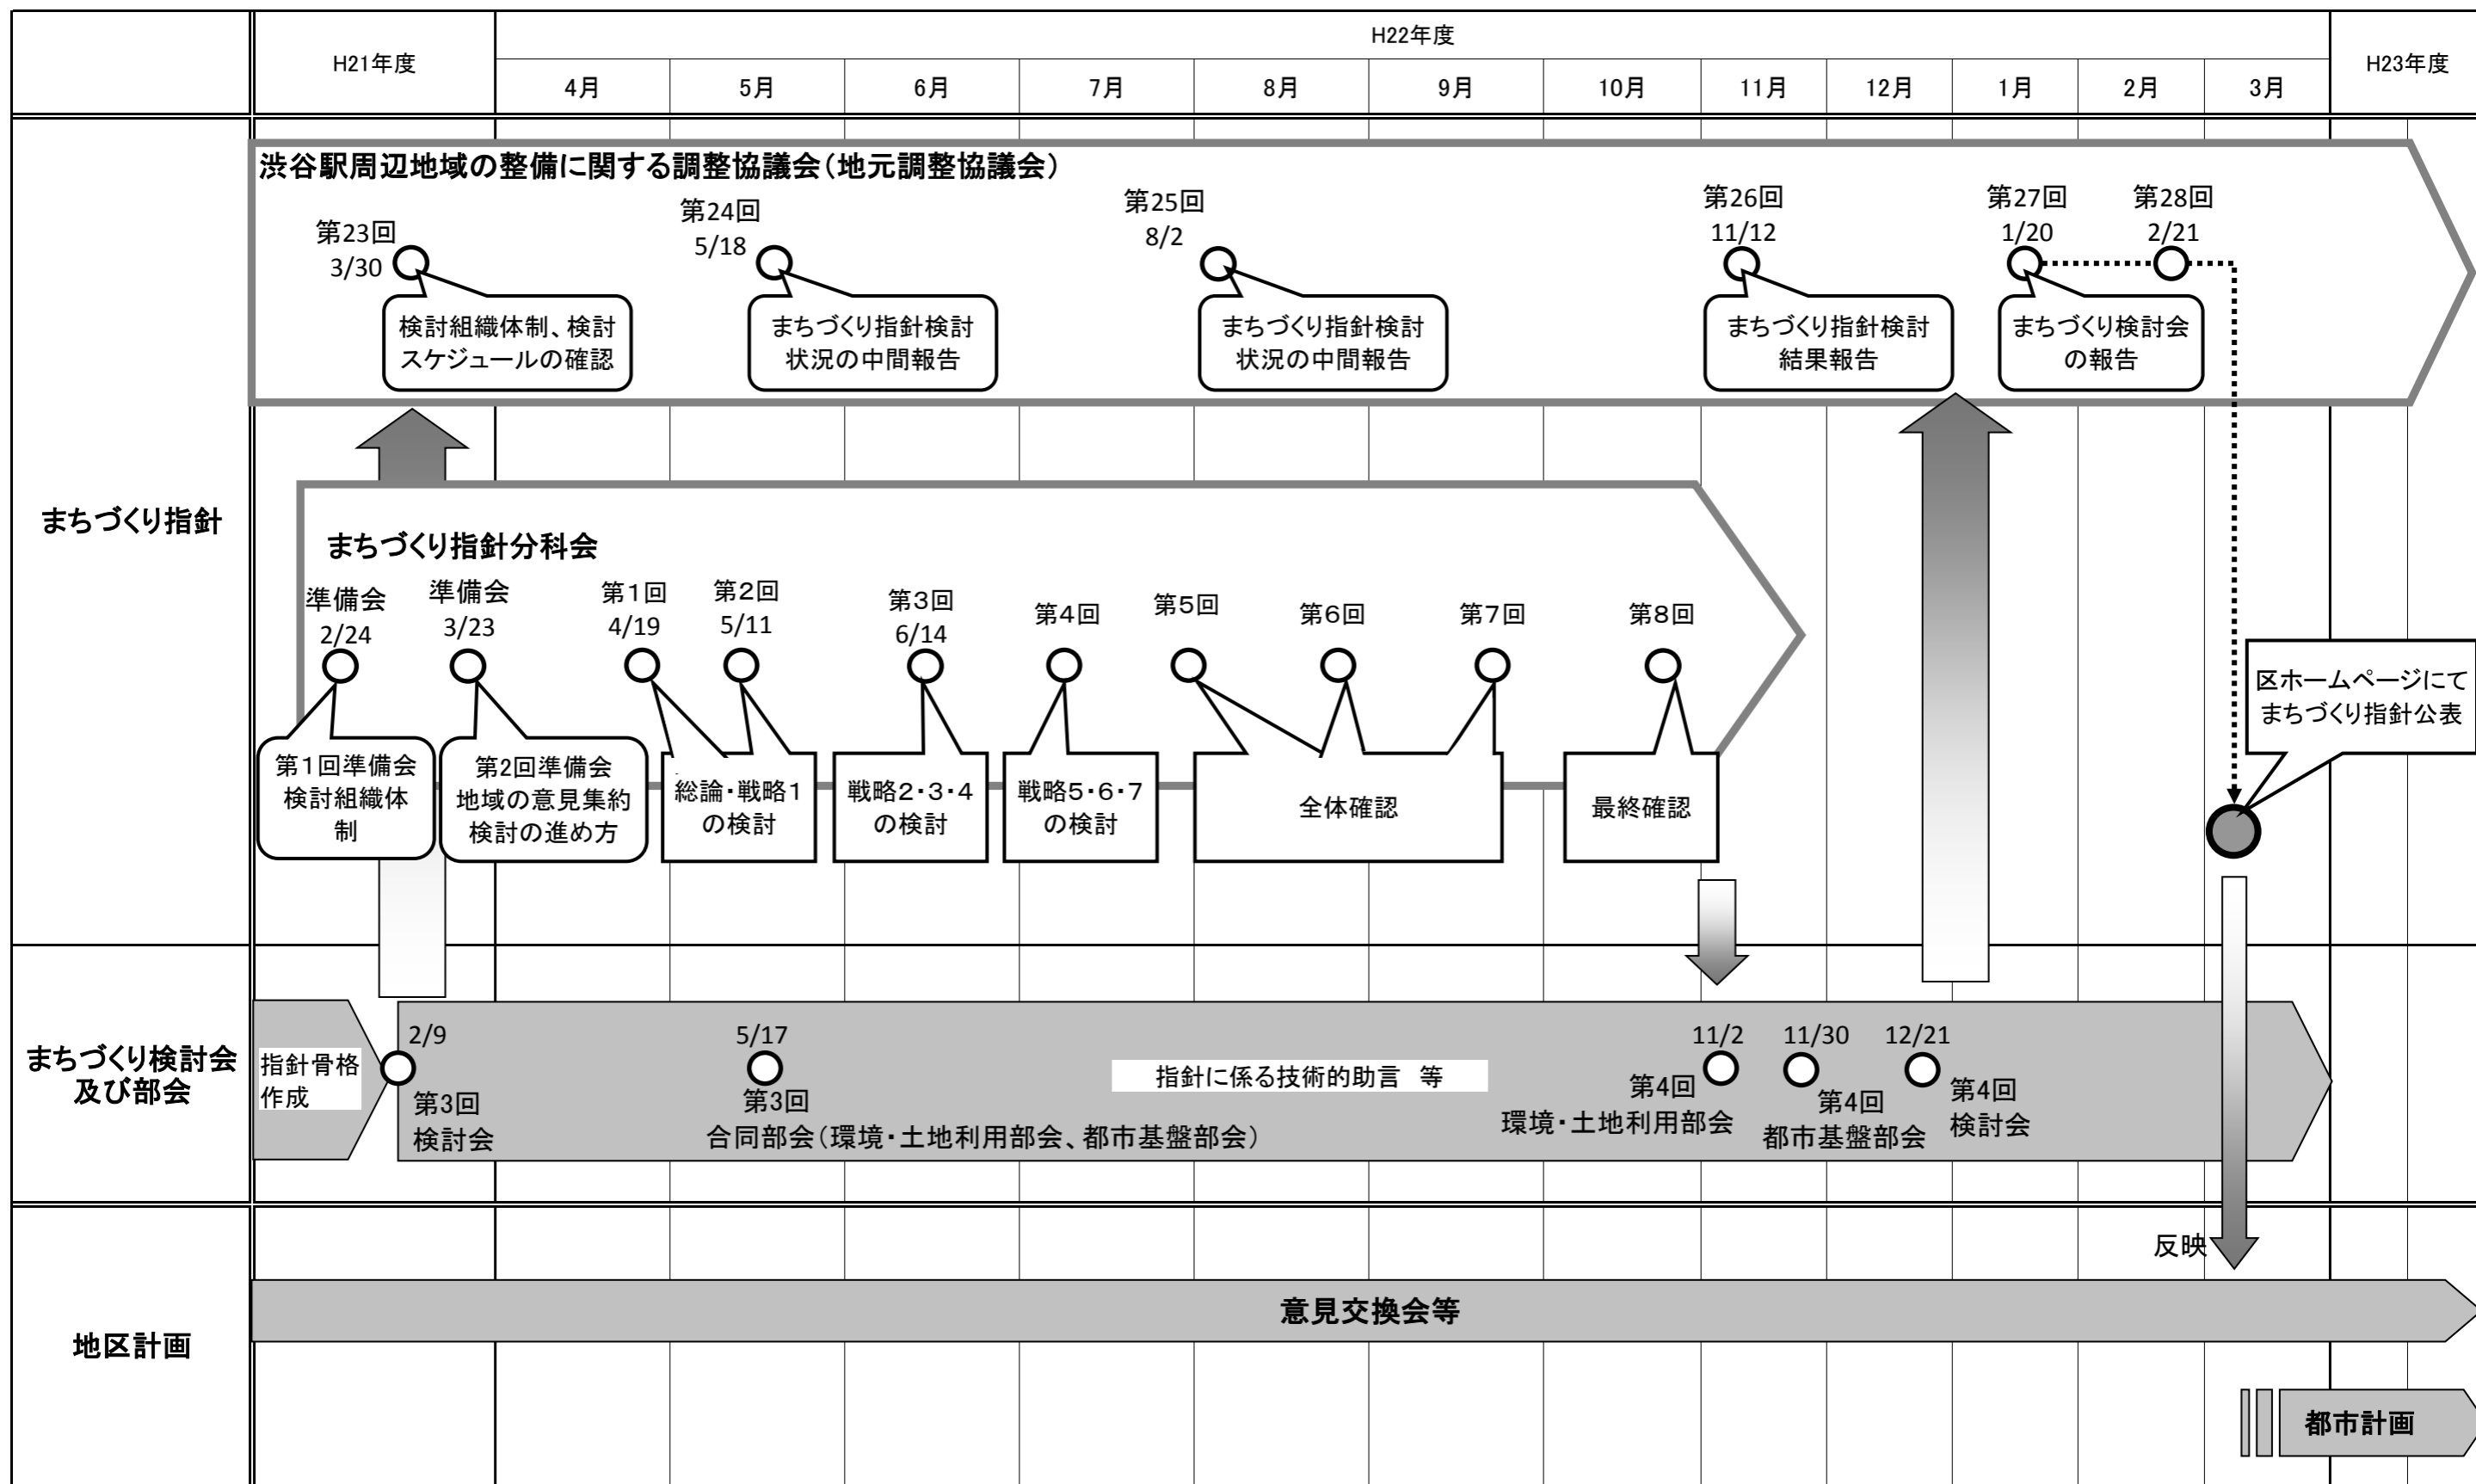 H21年度
H22年度
H23年度
4月
5月
6月
7月
8月
9月
10月
11月
12月
1月
2月
3月
まちづくり指針
渋谷駅周辺地域の整備に関する調整協議会（地元調整協議会）
第23回
3/30
検討組織体制、検討
スケジュールの確認
第24回
5/18
まちづくり指針検討
状況の中間報告
第25回
8/2
まちづくり指針検討
状況の中間報告
第26回
11/12
まちづくり指針検討
結果報告
第27回
1/20
まちづくり検討会
の報告
第28回
2/21
まちづくり指針分科会
準備会
2/24
第1回準備会
検討組織体
制
準備会
3/23
第2回準備会
地域の意見集約
検討の進め方
第1回
4/19
第2回
5/11
総論・戦略1
の検討
第3回
6/14
戦略2・3・4
の検討
第4回
戦略5・6・7
の検討
第5回
第6回
第7回
全体確認
第8回
最終確認
区ホームページにて
まちづくり指針公表
まちづくり検討会
及び部会
指針骨格
作成
2/9
第3回
検討会
5/17
第3回
合同部会（環境・土地利用部会、都市基盤部会）
指針に係る技術的助言　等
11/2
第4回
環境・土地利用部会
11/30
第4回
都市基盤部会
12/21
第4回
検討会
反映
地区計画
意見交換会等
都市計画